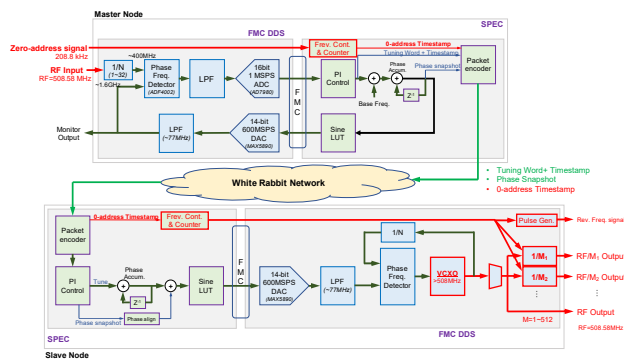 Master Node
SPEC
FMC DDS
Zero-address signal
208.8 kHz
Frev. Cont.
& Counter
0-address Timestamp
Tuning Word + Timestamp
Packet
encoder
RF Input
RF=508.58 MHz
1/N
(1~32)
~400MHz
~1.6GHz
Phase
Freq.
Detector
(ADF4002)
LPF
16bit
1 MSPS
ADC
(AD7980)
F
M
C
PI
Control
Phase
Accum.
Phase snapshot
Z⁻¹
Base Freq.
Monitor
Output
LPF
(~77MHz)
14-bit
600MSPS
DAC
(MAX5890)
Sine
LUT
White Rabbit Network
• Tuning Word+ Timestamp
• Phase Snapshot
• 0-address Timestamp
0-address Timestamp
Frev. Cont.
& Counter
Packet
encoder
PI
Control
Tune
Phase
Accum.
Z⁻¹
Phase snapshot
Phase align
Sine
LUT
F
M
C
14-bit
600MSPS
DAC
(MAX5890)
LPF
(~77MHz)
1/N
Phase
Freq.
Detector
VCXO
>508MHz
Pulse Gen.
Rev. Freq. signal
1/M₁
RF/M₁ Output
1/M₂
RF/M₂ Output
⋮
⋮
RF Output
M=1~512
RF=508.58MHz
SPEC
FMC DDS
Slave Node